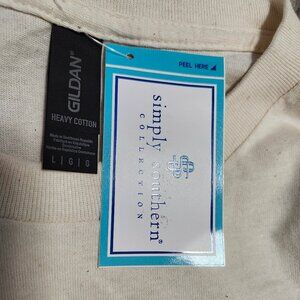 GILDAN®
HEAVY COTTON
L | G | G
PEEL HERE
simply southern®
COLLECTION